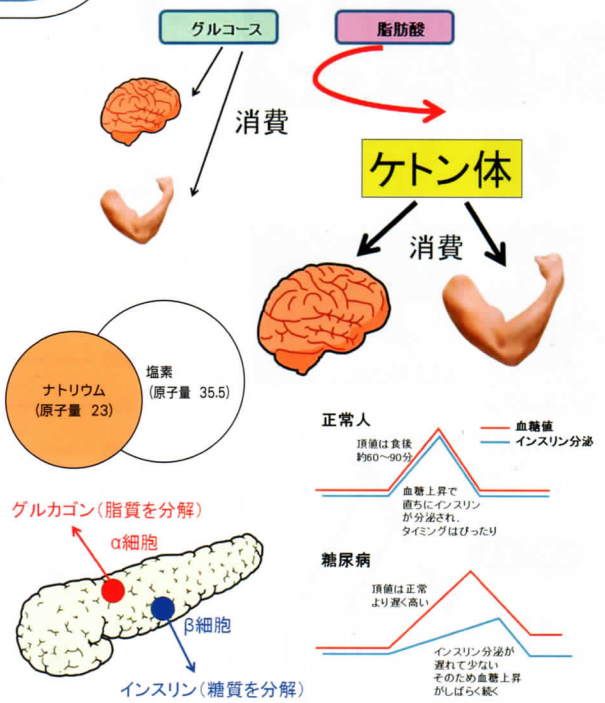 グルコース
脂肪酸
消費
ケトン体
消費
塩素
(原子量 35.5)
ナトリウム
(原子量 23)
正常人
血糖値
インスリン分泌
頂値は食後
約60～90分
血糖上昇で
直ちにインスリン
が分泌され、
タイミングはぴったり
グルカゴン(脂質を分解)
α細胞
β細胞
インスリン(糖質を分解)
糖尿病
頂値は正常
より遅く高い
インスリン分泌が
遅れて少ない
そのため血糖上昇
がしばらく続く